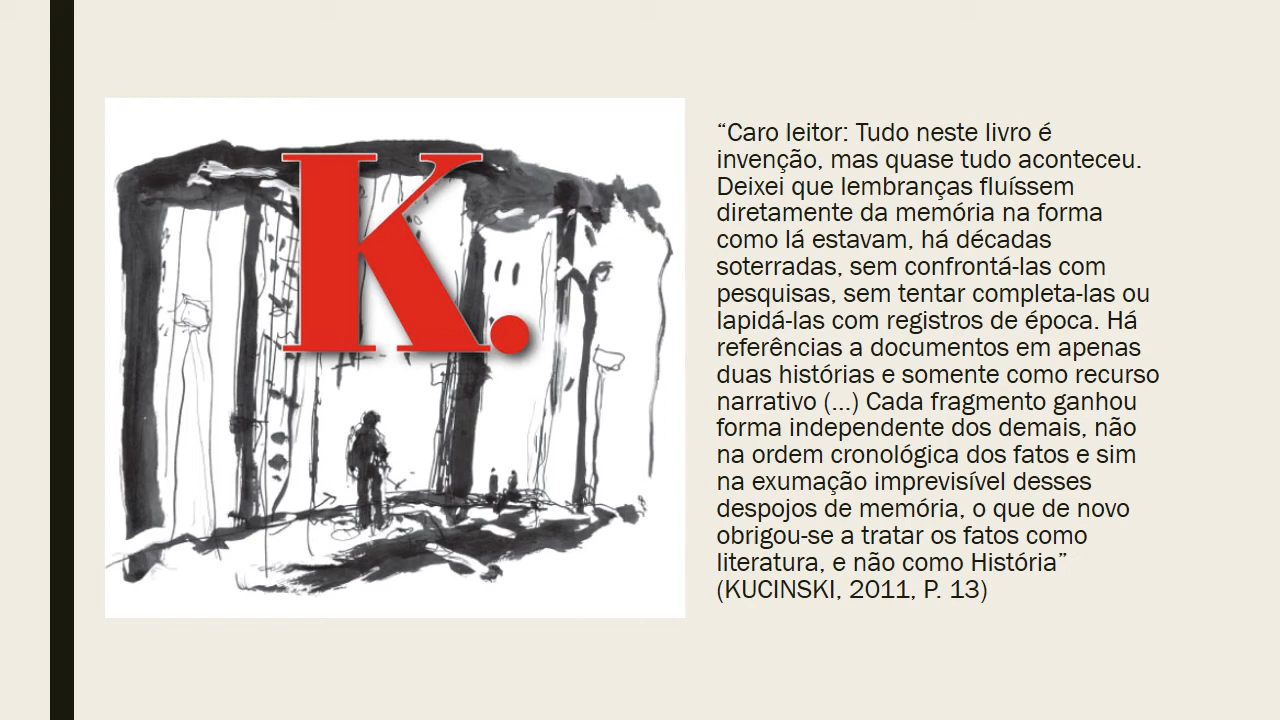 K.
“Caro leitor: Tudo neste livro é
invenção, mas quase tudo aconteceu.
Deixei que lembranças fluíssem
diretamente da memória na forma
como lá estavam, há décadas
soterradas, sem confrontá-las com
pesquisas, sem tentar completa-las ou
lapidá-las com registros de época. Há
referências a documentos em apenas
duas histórias e somente como recurso
narrativo (...) Cada fragmento ganhou
forma independente dos demais, não
na ordem cronológica dos fatos e sim
na exumação imprevisível desses
despojos de memória, o que de novo
obrigou-se a tratar os fatos como
literatura, e não como História”
(KUCINSKI, 2011, P. 13)